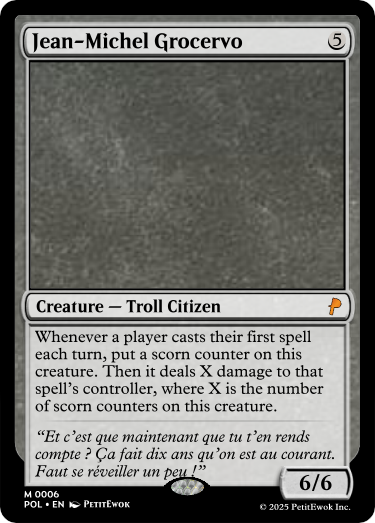 Jean-Michel Grocervo 5
Creature — Troll Citizen
Whenever a player casts their first spell
each turn, put a scorn counter on this
creature. Then it deals X damage to that
spell's controller, where X is the number
of scorn counters on this creature.
“Et c'est que maintenant que tu t'en rends
compte ? Ça fait dix ans qu'on est au courant.
Faut se réveiller un peu !”
6/6
M 0006
POL • EN PetitEwok
© 2025 PetitEwok Inc.